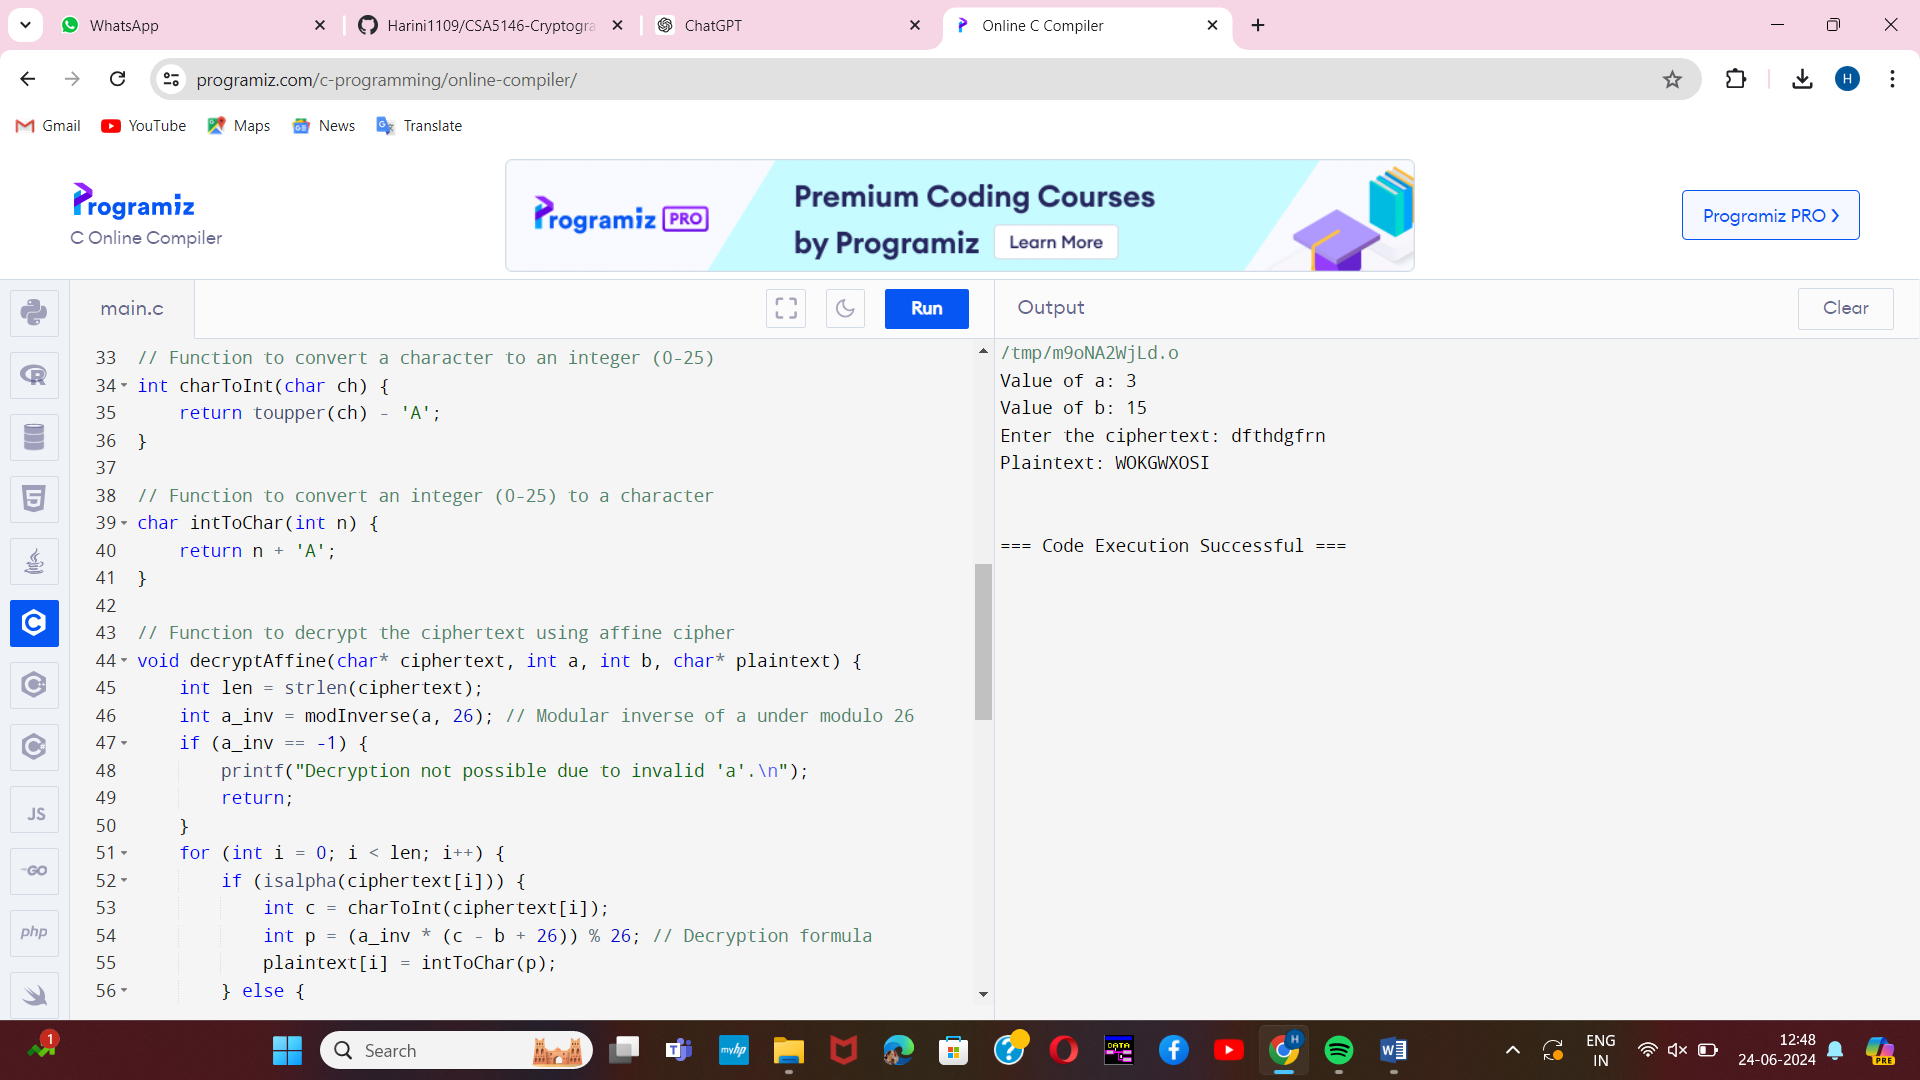 WhatsApp
Harini1109/CSA5146-Cryptogra
ChatGPT
Online C Compiler
programiz.com/c-programming/online-compiler/
H
Gmail
YouTube
Maps
News
Translate
Programiz
C Online Compiler
Programiz PRO
Premium Coding Courses
by Programiz
Learn More
Programiz PRO ›
main.c
Run
Output
Clear
33 // Function to convert a character to an integer (0-25)
34 int charToInt(char ch) {
35 return toupper(ch) - 'A';
36 }
37
38 // Function to convert an integer (0-25) to a character
39 char intToChar(int n) {
40 return n + 'A';
41 }
42
43 // Function to decrypt the ciphertext using affine cipher
44 void decryptAffine(char* ciphertext, int a, int b, char* plaintext) {
45 int len = strlen(ciphertext);
46 int a_inv = modInverse(a, 26); // Modular inverse of a under modulo 26
47 if (a_inv == -1) {
48 printf("Decryption not possible due to invalid 'a'.\n");
49 return;
50 }
51 for (int i = 0; i < len; i++) {
52 if (isalpha(ciphertext[i])) {
53 int c = charToInt(ciphertext[i]);
54 int p = (a_inv * (c - b + 26)) % 26; // Decryption formula
55 plaintext[i] = intToChar(p);
56 } else {
/tmp/m9oNA2WjLd.o
Value of a: 3
Value of b: 15
Enter the ciphertext: dfthdgfrn
Plaintext: WOKGWXOSI
=== Code Execution Successful ===
R
5
C
C
C
JS
GO
php
1
Search
myhp
DATA
H
ENG
IN
12:48
24-06-2024
PRE